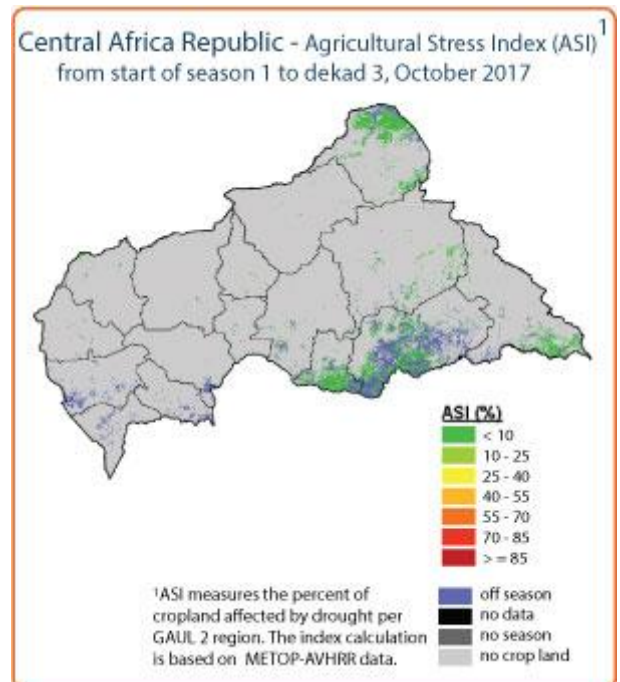 Central Africa Republic - Agricultural Stress Index (ASI)¹
from start of season 1 to dekad 3, October 2017
ASI (%)
< 10
10 - 25
25 - 40
40 - 55
55 - 70
70 - 85
> = 85
¹ASI measures the percent of
cropland affected by drought per
GAUL 2 region. The index calculation
is based on METOP-AVHRR data.
off season
no data
no season
no crop land